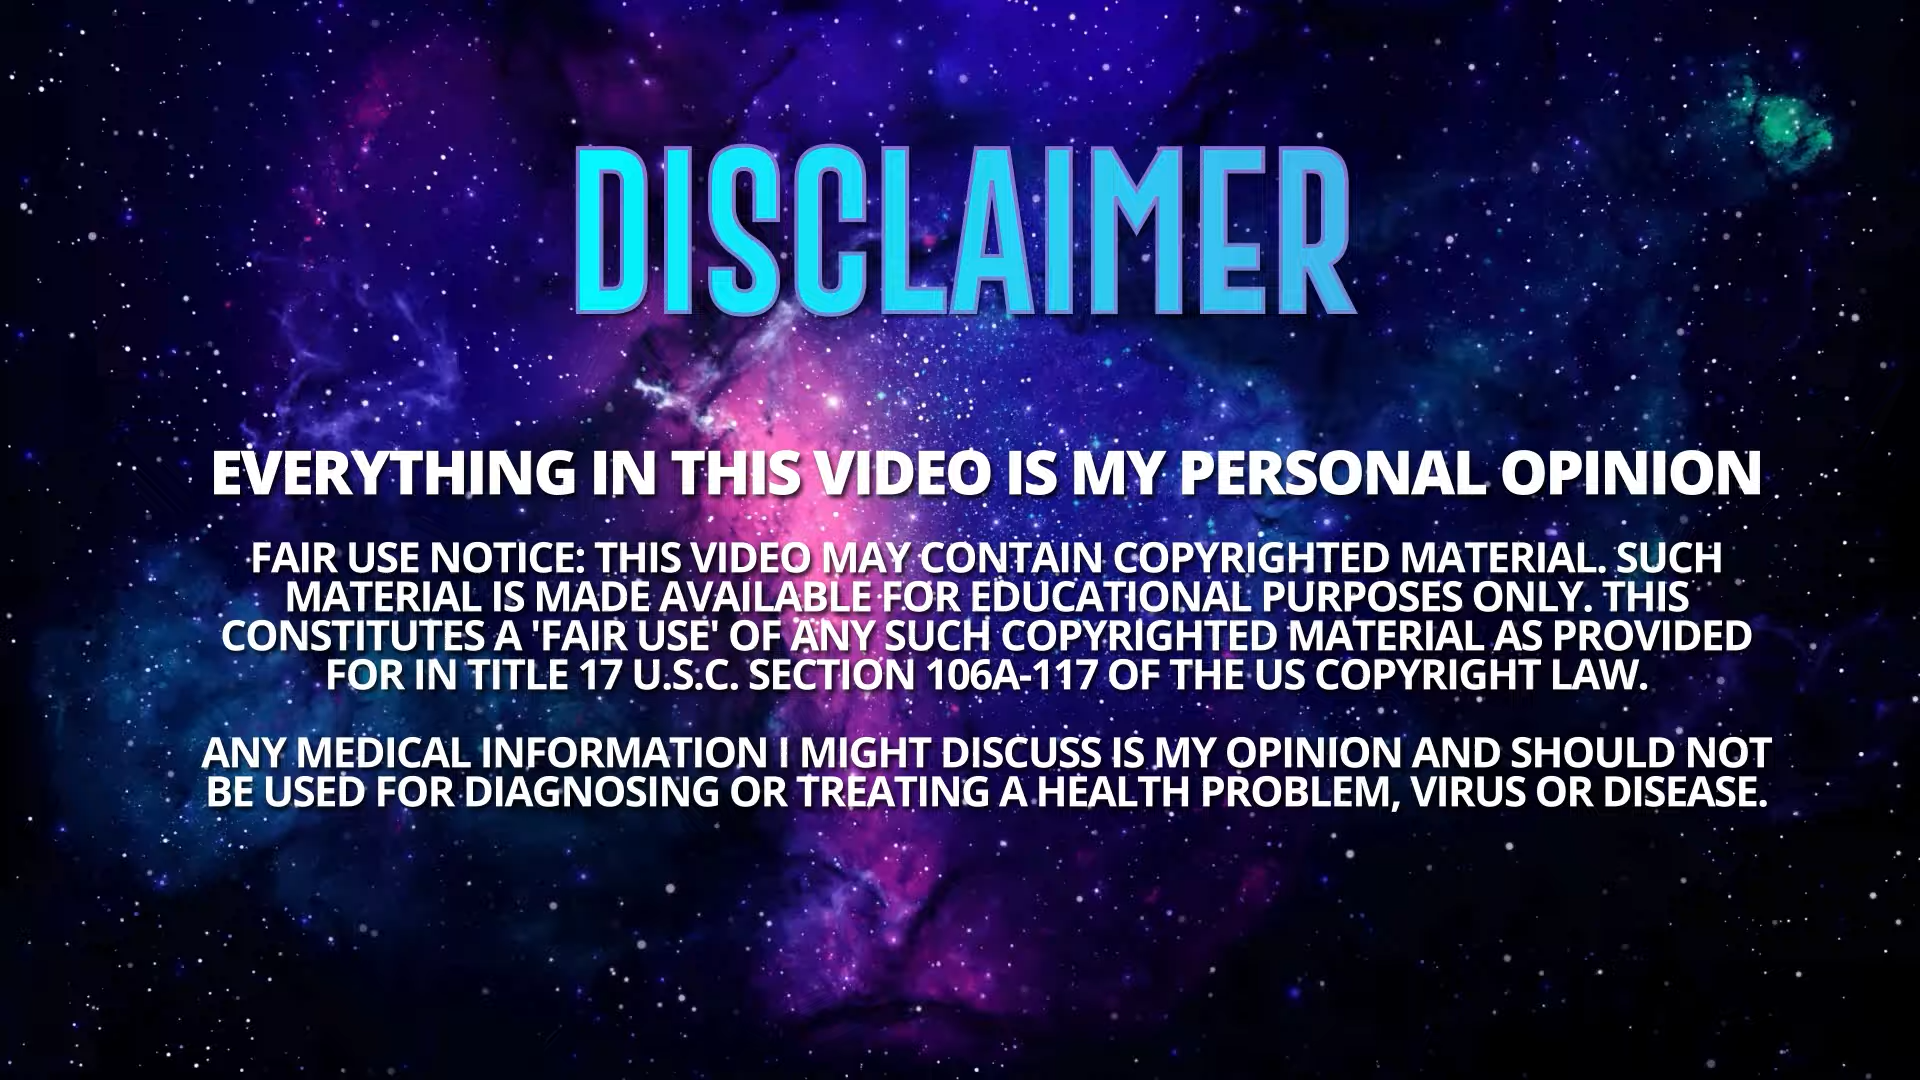 DISCLAIMER
EVERYTHING IN THIS VIDEO IS MY PERSONAL OPINION
FAIR USE NOTICE: THIS VIDEO MAY CONTAIN COPYRIGHTED MATERIAL. SUCH
MATERIAL IS MADE AVAILABLE FOR EDUCATIONAL PURPOSES ONLY. THIS
CONSTITUTES A 'FAIR USE' OF ANY SUCH COPYRIGHTED MATERIAL AS PROVIDED
FOR IN TITLE 17 U.S.C. SECTION 106A-117 OF THE US COPYRIGHT LAW.
ANY MEDICAL INFORMATION I MIGHT DISCUSS IS MY OPINION AND SHOULD NOT
BE USED FOR DIAGNOSING OR TREATING A HEALTH PROBLEM, VIRUS OR DISEASE.